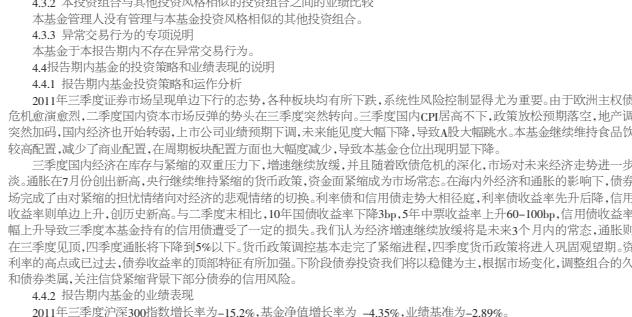 4.3.2 本投资组合与其他投资风格相似的投资组合之间的业绩比较
本基金管理人没有管理与本基金投资风格相似的其他投资组合。
4.3.3 异常交易行为的专项说明
本基金于本报告期内不存在异常交易行为。
4.4报告期内基金的投资策略和业绩表现的说明
4.4.1 报告期内基金投资策略和运作分析
2011年三季度证券市场呈现单边下行的态势,各种板块均有所下跌,系统性风险控制显得尤为重要。由于欧洲主权债
危机愈演愈烈,二季度国内资本市场反弹的势头在三季度突然转向。三季度国内CPI居高不下,政策放松预期落空,地产调
突然加码,国内经济也开始转弱,上市公司业绩预期下调,未来能见度大幅下降,导致A股大幅跳水。本基金继续维持食品饮
较高配置,减少了商业配置,在周期板块配置方面也大幅度减少,导致本基金仓位出现明显下降。
三季度国内经济在库存与紧缩的双重压力下,增速继续放缓,并且随着欧债危机的深化,市场对未来经济走势进一步
淡。通胀在7月份创出新高,央行继续维持紧缩的货币政策,资金面紧缩成为市场常态。在海内外经济和通胀的影响下,债券
场完成了由对紧缩的担忧情绪向对经济的悲观情绪的切换。利率债和信用债走势大相径庭,利率债收益率先升后降,信用
收益率则单边上升,创历史新高。与二季度末相比,10年国债收益率下降3bp,5年中票收益率上升60-100bp,信用债收益率
幅上升导致三季度本基金持有的信用债遭受了一定的损失。我们认为经济增速继续放缓将是未来3个月内的常态,通胀则
在三季度见顶,四季度通胀将下降到5%以下。货币政策调控基本走完了紧缩进程,四季度货币政策将进入巩固观望期。资
利率的高点或已过去,债券收益率的顶部特征有所加强。下阶段债券投资我们将以稳健为主,根据市场变化,调整组合的久
和债券类属,关注信贷紧缩背景下部分债券的信用风险。
4.4.2 报告期内基金的业绩表现
2011年三季度沪深300指数增长率为-15.2%,基金净值增长率为 -4.35%,业绩基准为-2.89%。